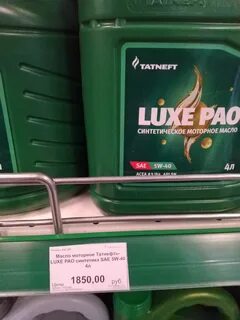 TATNEFT
LUXE PAO
СИНТЕТИЧЕСКОЕ МОТОРНОЕ МАСЛО
SAE 5W-40
4л
Масло моторное Татнефть
LUXE PAO синтетика SAE 5W-40
4л
1850,00 руб